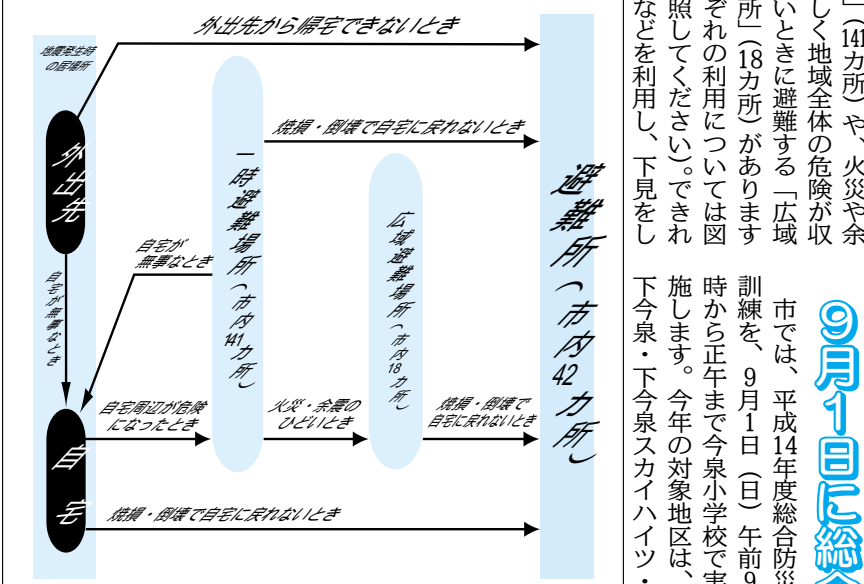 外出先から帰宅できないとき
地震発生時
の居場所
外出先
自宅が無事なとき
自宅
一時避難場所(市内141カ所)
焼損・倒壊で自宅に戻れないとき
自宅が
無事なとき
広域避難場所(市内18カ所)
自宅周辺が危険
になったとき
火災・余震の
ひどいとき
焼損・倒壊で
自宅に戻れないとき
焼損・倒壊で自宅に戻れないとき
避難所(市内42カ所)
」(141カ所)や、火災や余
しく地域全体の危険が収
いときに避難する「広域
所」(18カ所)があります
ぞれの利用については図
照してください)。できれ
などを利用し、下見をし
9月1日に総合
市では、平成14年度総合防災
訓練を、9月1日(日)午前9
時から正午まで今泉小学校で実
施します。今年の対象地区は、
下今泉・下今泉スカイハイツ・